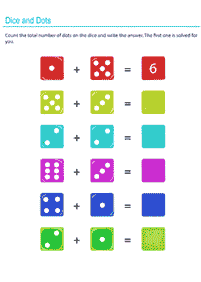 Dice and Dots
Count the total number of dots on the dice and write the answer. The first one is solved for
you.
+ = 6
+ =
+ =
+ =
+ =
+ =